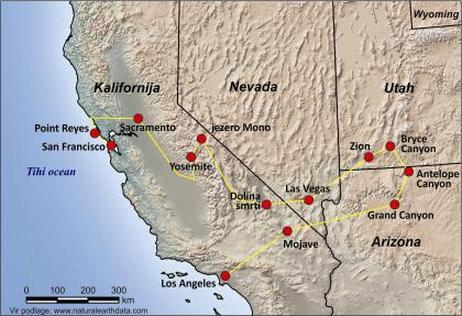 Wyoming
Kalifornija
Nevada
Utah
Point Reyes
Sacramento
jezero Mono
San Francisco
Yosemite
Zion
Bryce
Canyon
Tihi ocean
Antelope
Canyon
Dolina
smrti
Las Vegas
Grand Canyon
Mojave
Arizona
Los Angeles
0 100 200 300
km
Vir podlage: www.naturalearthdata.com